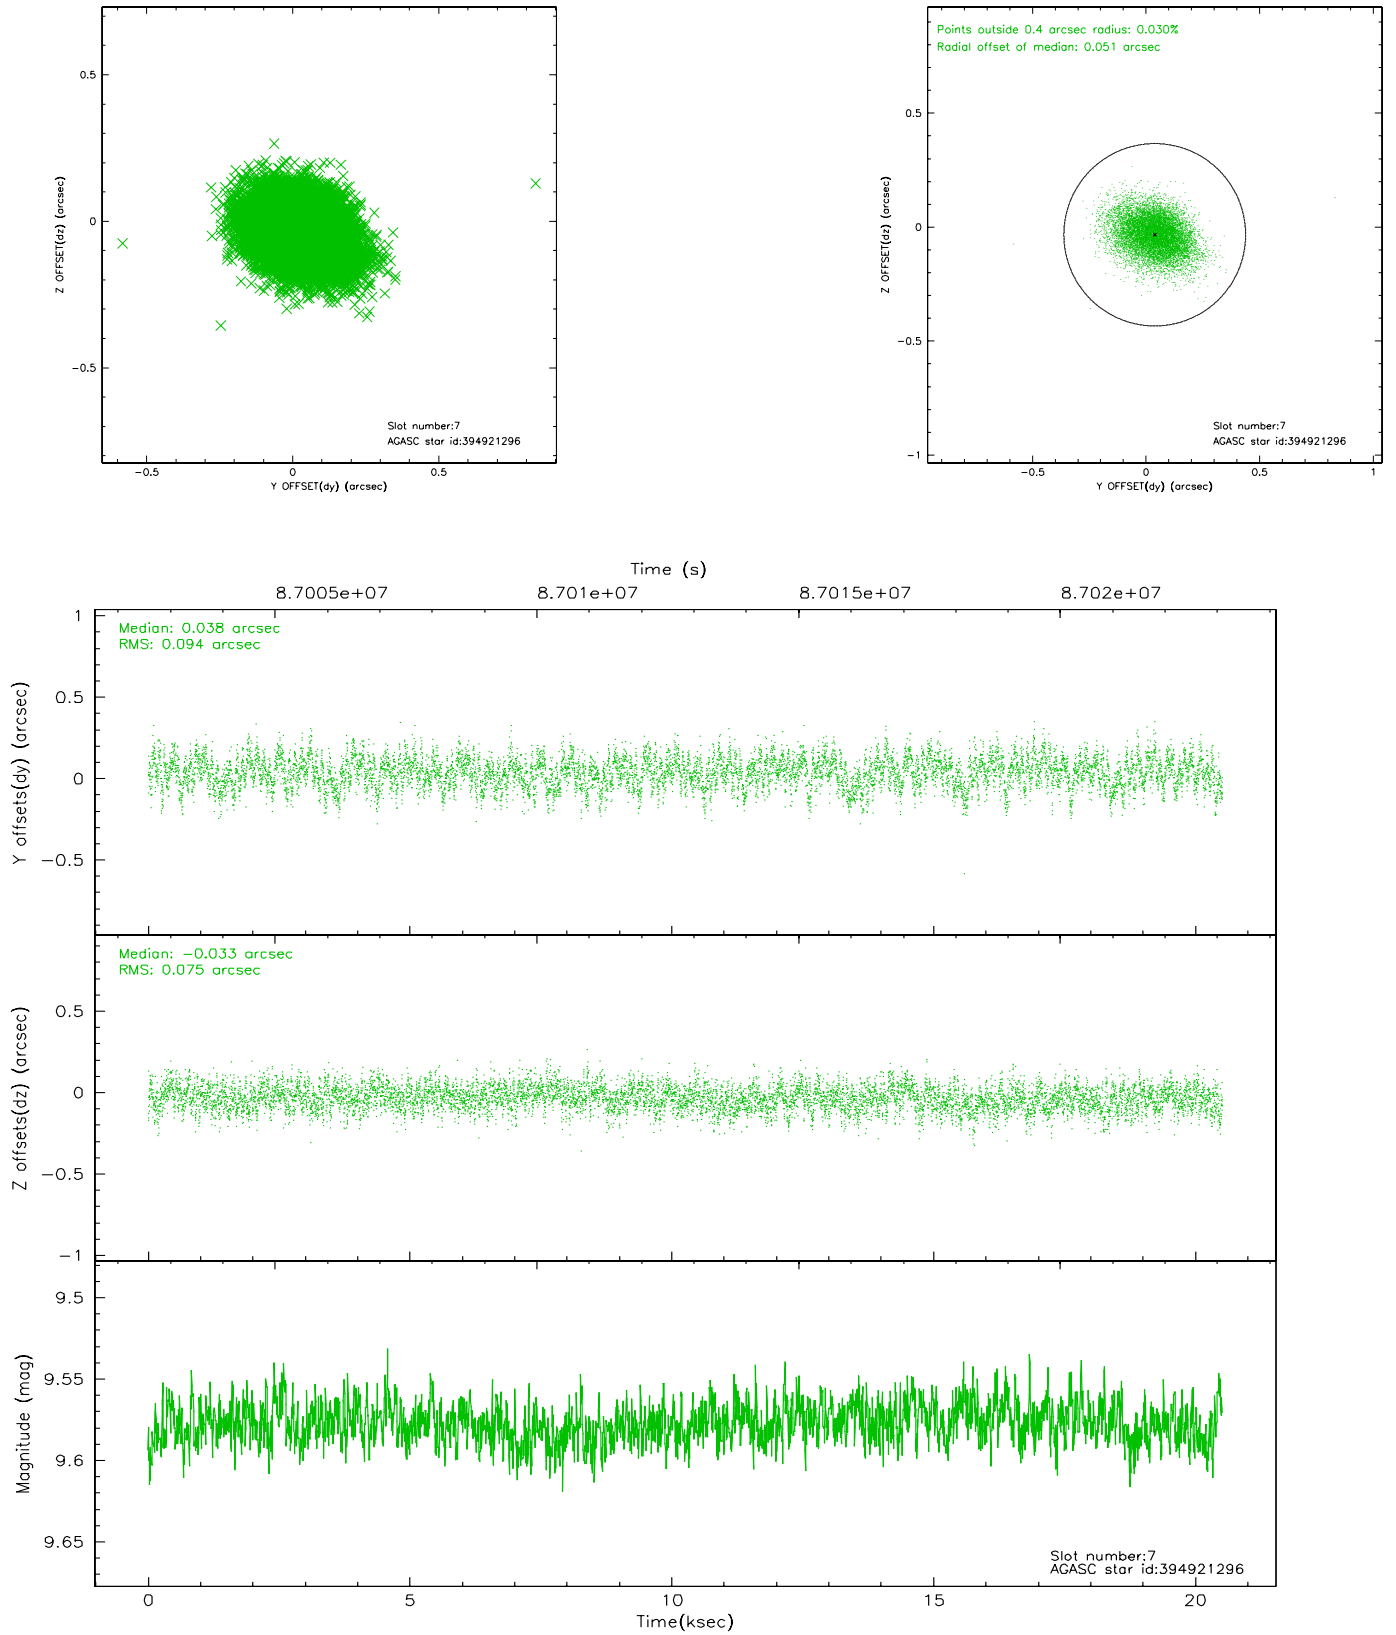 0.5
0
−0.5
Z OFFSET(dz) (arcsec)
Slot number:7
AGASC star id:394921296
−0.5 0 0.5
Y OFFSET(dy) (arcsec)
Points outside 0.4 arcsec radius: 0.030%
Radial offset of median: 0.051 arcsec
0.5
0
−0.5
−1
Z OFFSET(dz) (arcsec)
Slot number:7
AGASC star id:394921296
−0.5 0 0.5 1
Y OFFSET(dy) (arcsec)
Time (s)
8.7005e+07 8.701e+07 8.7015e+07 8.702e+07
Median: 0.038 arcsec
RMS: 0.094 arcsec
1
0.5
0
−0.5
Y offsets(dy) (arcsec)
Median: −0.033 arcsec
RMS: 0.075 arcsec
0.5
0
−0.5
−1
Z offsets(dz) (arcsec)
9.5
9.55
9.6
9.65
Magnitude (mag)
Slot number:7
AGASC star id:394921296
0 5 10 15 20
Time(ksec)